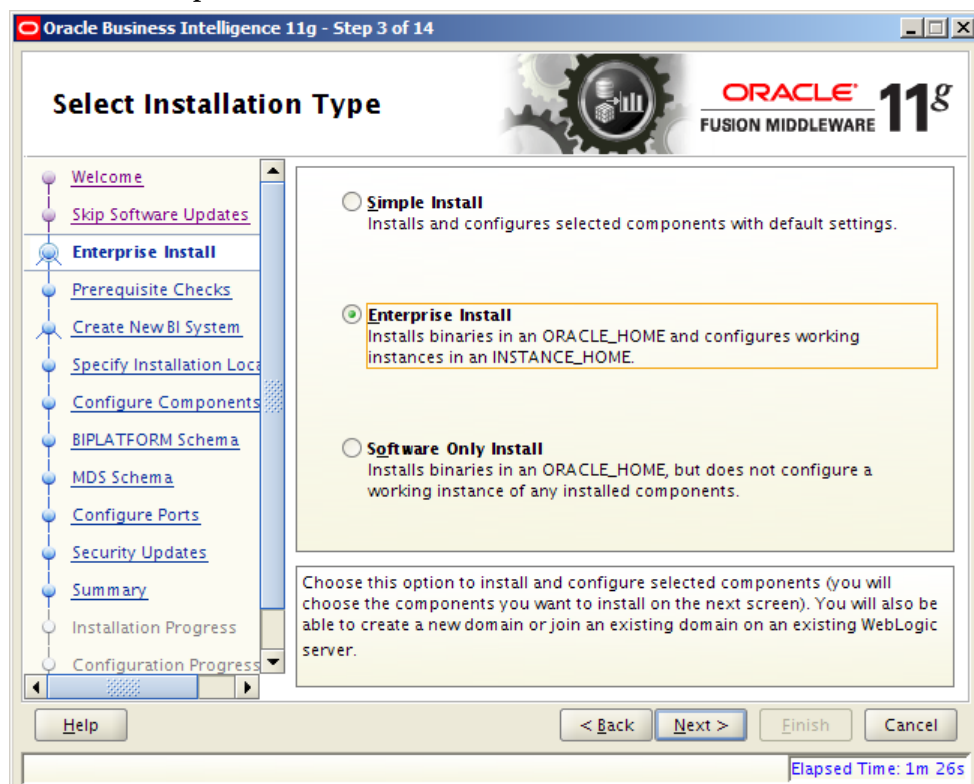 Oracle Business Intelligence 11g - Step 3 of 14
Select Installation Type
ORACLE
FUSION MIDDLEWARE
11g
Welcome
Skip Software Updates
Enterprise Install
Prerequisite Checks
Create New BI System
Specify Installation Loca
Configure Components
BIPLATFORM Schema
MDS Schema
Configure Ports
Security Updates
Summary
Installation Progress
Configuration Progress
Simple Install
Installs and configures selected components with default settings.
Enterprise Install
Installs binaries in an ORACLE_HOME and configures working
instances in an INSTANCE_HOME.
Software Only Install
Installs binaries in an ORACLE_HOME, but does not configure a
working instance of any installed components.
Choose this option to install and configure selected components (you will
choose the components you want to install on the next screen). You will also be
able to create a new domain or join an existing domain on an existing WebLogic
server.
Help
< Back
Next >
Finish
Cancel
Elapsed Time: 1m 26s